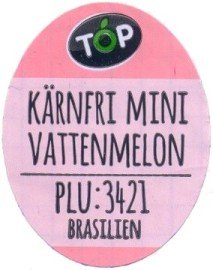 TOP
KÄRNFRI MINI
VATTENMELON
PLU:3421
BRASILIEN